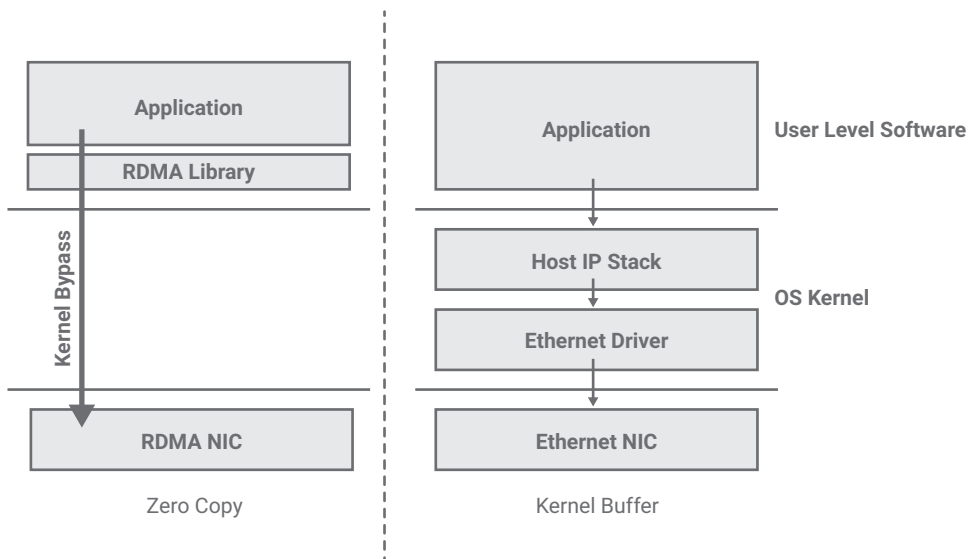 Application
RDMA Library
Kernel Bypass
RDMA NIC
Zero Copy
Application
User Level Software
Host IP Stack
OS Kernel
Ethernet Driver
Ethernet NIC
Kernel Buffer